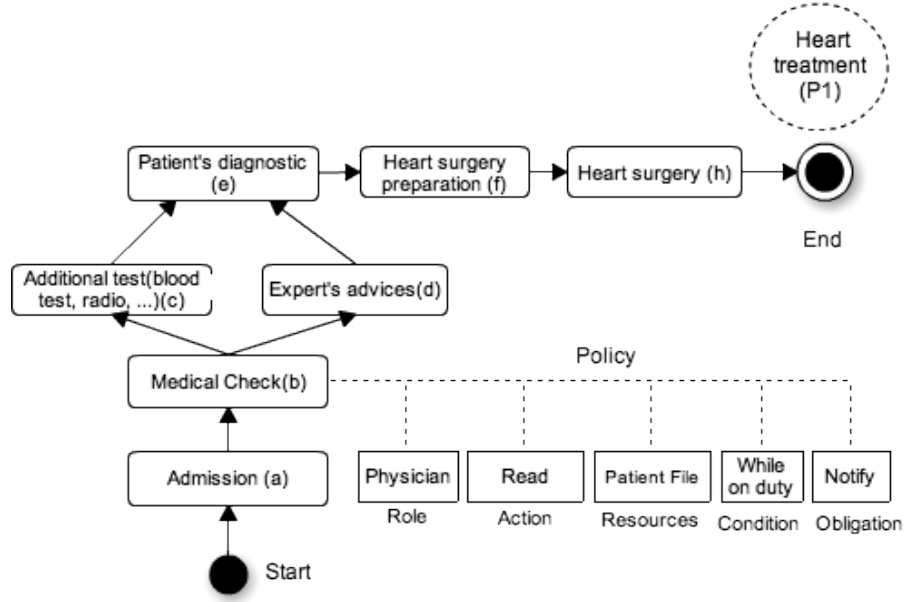 Heart
treatment
(P1)
Patient's diagnostic
(e)
Heart surgery
preparation (f)
Heart surgery (h)
End
Additional test(blood
test, radio, ...)(c)
Expert's advices(d)
Policy
Medical Check(b)
Admission (a)
Physician
Read
Patient File
While
on duty
Notify
Role
Action
Resources
Condition
Obligation
Start